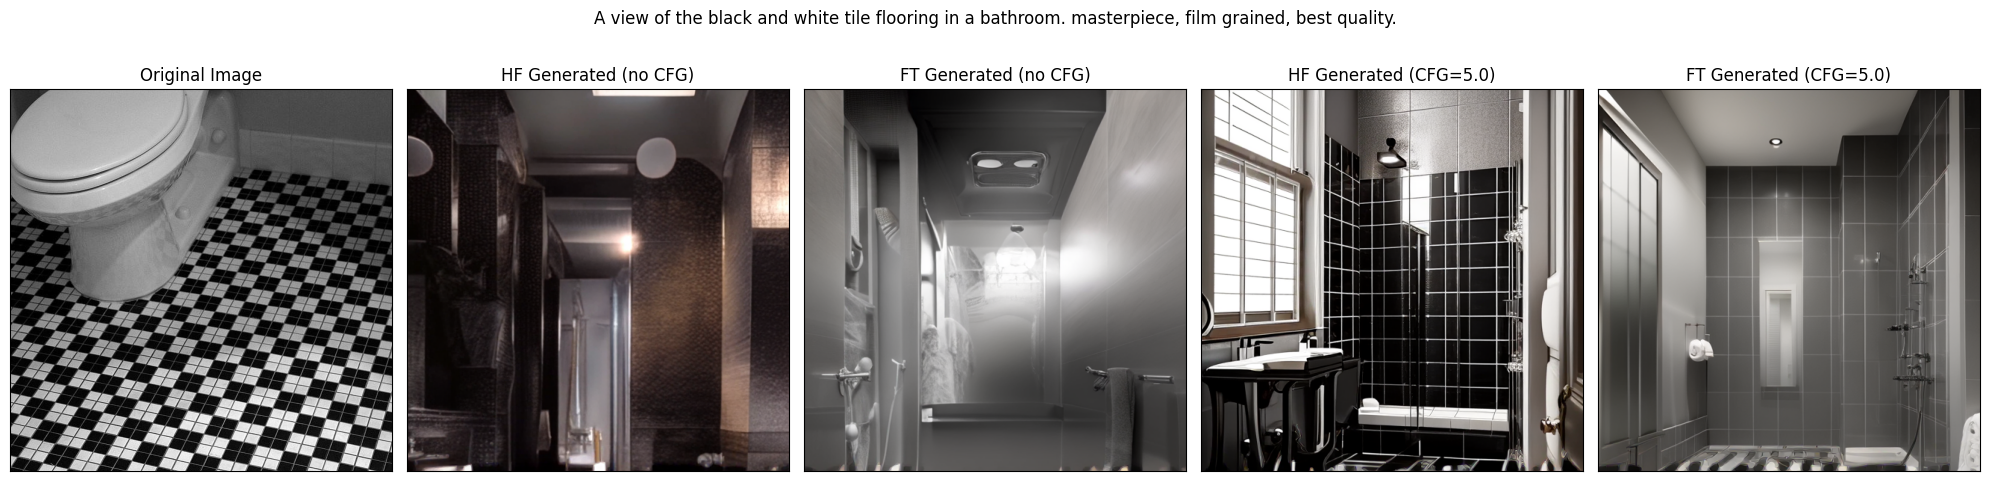 A view of the black and white tile flooring in a bathroom. masterpiece, film grained, best quality.
Original Image
HF Generated (no CFG)
FT Generated (no CFG)
HF Generated (CFG=5.0)
FT Generated (CFG=5.0)